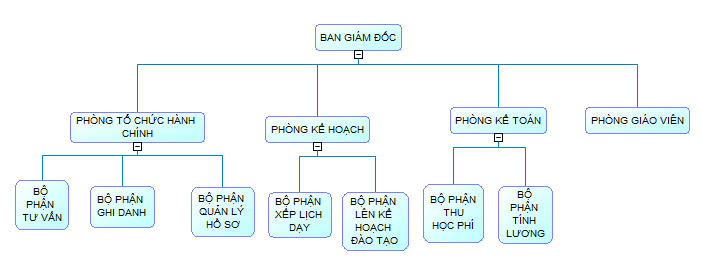 BAN GIÁM ĐỐC
PHÒNG TỔ CHỨC HÀNH
CHÍNH
PHÒNG KẾ HOẠCH
PHÒNG KẾ TOÁN
PHÒNG GIÁO VIÊN
BỘ
PHẬN
TƯ VẤN
BỘ PHẬN
GHI DANH
BỘ PHẬN
QUẢN LÝ
HỒ SƠ
BỘ PHẬN
XẾP LỊCH
DẠY
BỘ PHẬN
LÊN KẾ
HOẠCH
ĐÀO TẠO
BỘ PHẬN
THU
HỌC PHÍ
BỘ
PHẬN
TÍNH
LƯƠNG